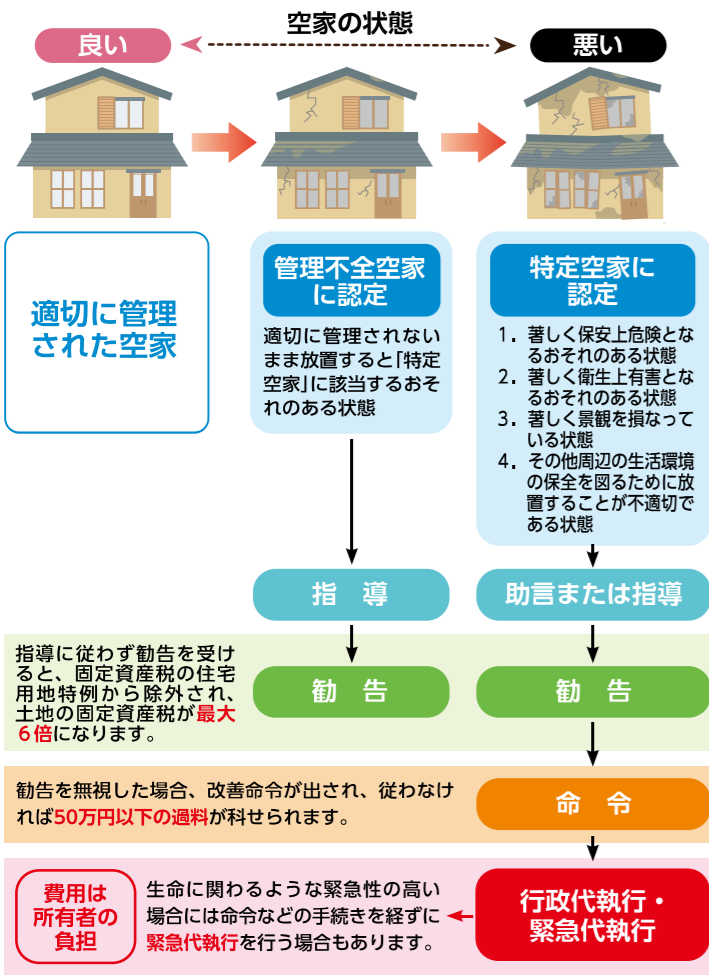 空家の状態
良い
悪い
適切に管理
された空家
管理不全空家
に認定
適切に管理されない
まま放置すると「特定
空家」に該当するおそ
れのある状態
特定空家に
認定
1．著しく保安上危険とな
るおそれのある状態
2．著しく衛生上有害とな
るおそれのある状態
3．著しく景観を損なって
いる状態
4．その他周辺の生活環境
の保全を図るために放
置することが不適切で
ある状態
指　導
助言または指導
指導に従わず勧告を受け
ると、固定資産税の住宅
用地特例から除外され、
土地の固定資産税が最大
6倍になります。
勧　告
勧　告
勧告を無視した場合、改善命令が出され、従わなけ
れば50万円以下の過料が科せられます。
命　令
費用は
所有者の
負担
生命に関わるような緊急性の高い
場合には命令などの手続きを経ずに
緊急代執行を行う場合もあります。
行政代執行・
緊急代執行